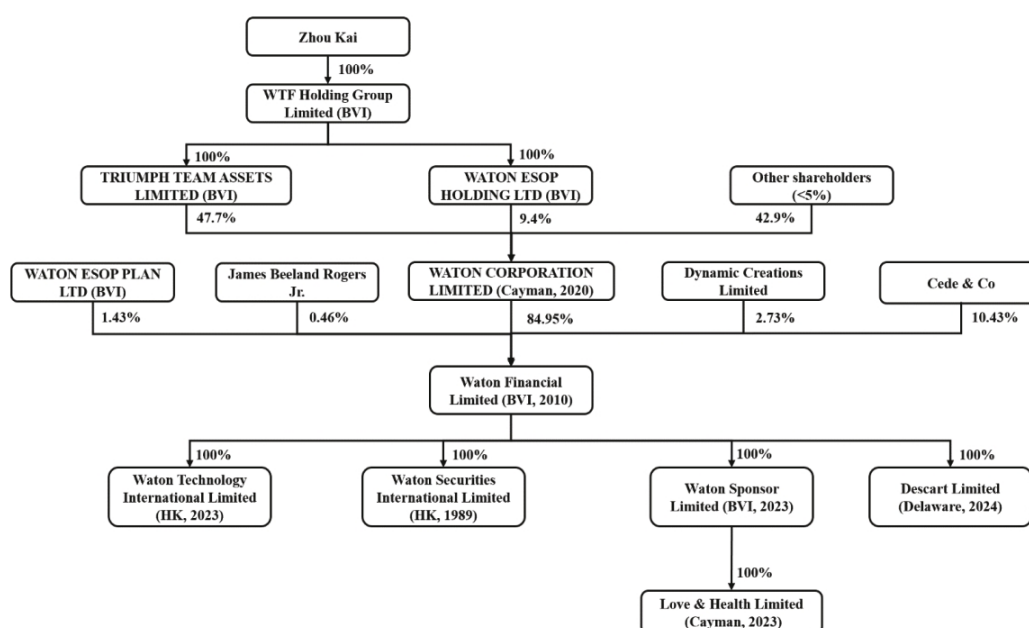 Zhou Kai
100%
WTF Holding Group
Limited (BVI)
100%
100%
TRIUMPH TEAM ASSETS
LIMITED (BVI)
WATON ESOP
HOLDING LTD (BVI)
Other shareholders
(<5%)
47.7%
9.4%
42.9%
WATON ESOP PLAN
LTD (BVI)
James Beeland Rogers
Jr.
WATON CORPORATION
LIMITED (Cayman, 2020)
Dynamic Creations
Limited
Cede & Co
1.43%
0.46%
84.95%
2.73%
10.43%
Waton Financial
Limited (BVI, 2010)
100%
100%
100%
100%
Waton Technology
International Limited
(HK, 2023)
Waton Securities
International Limited
(HK, 1989)
Waton Sponsor
Limited (BVI, 2023)
Descart Limited
(Delaware, 2024)
100%
Love & Health Limited
(Cayman, 2023)